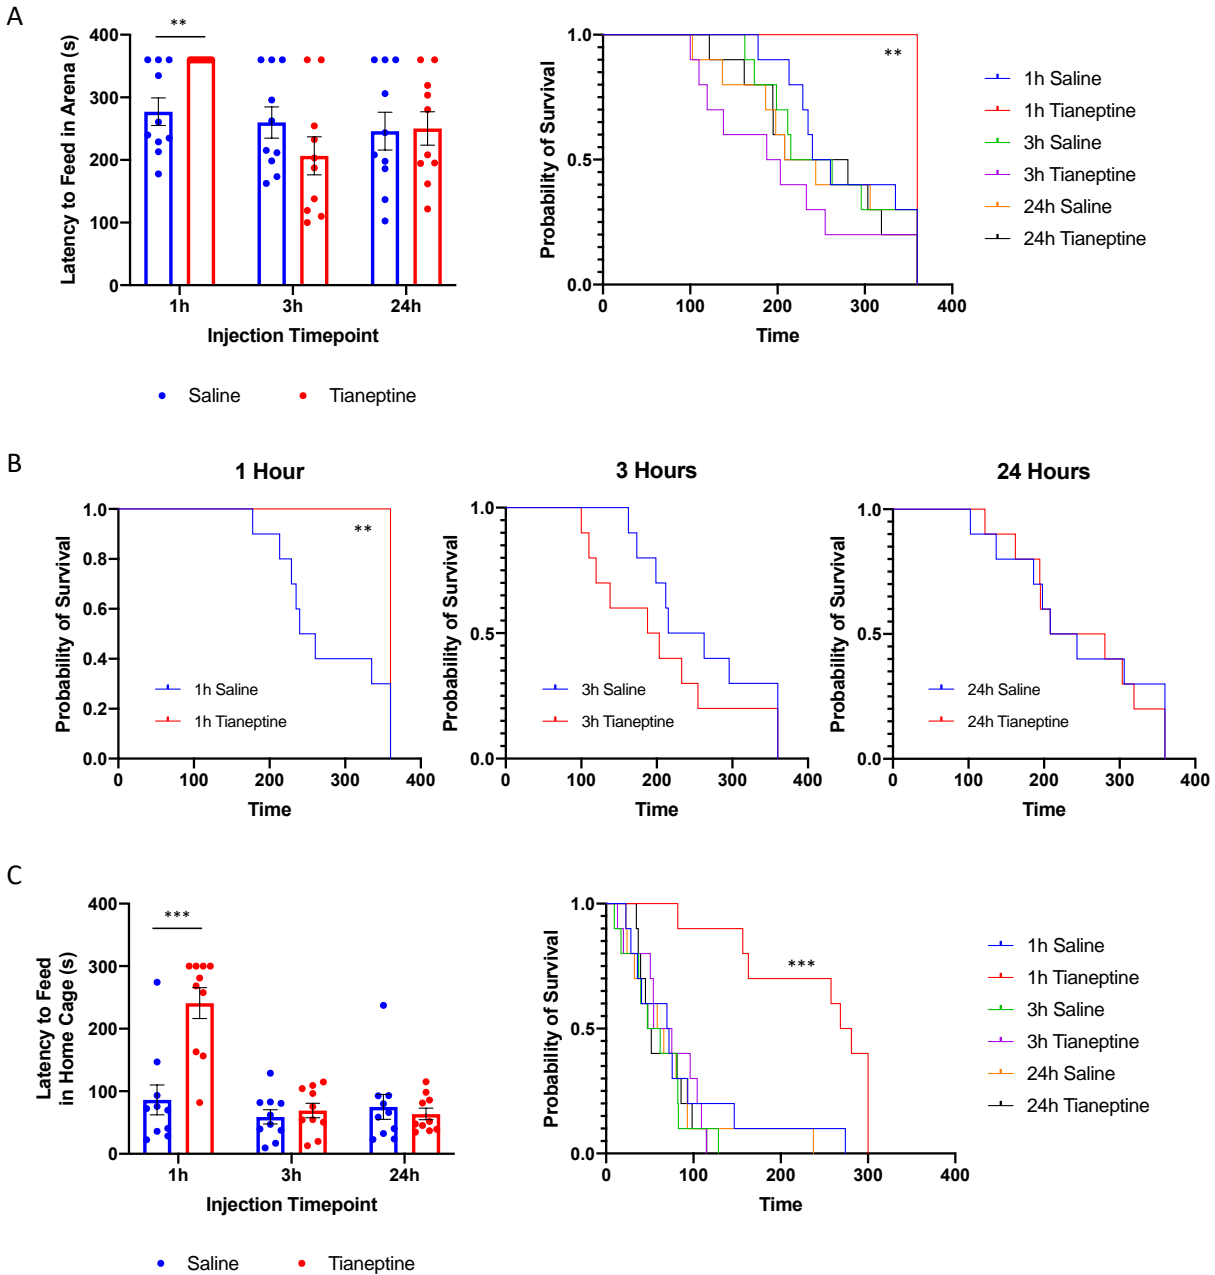 A
Latency to Feed in Arena (s)
400
300
200
100
0
**
1h
3h
24h
Injection Timepoint
Saline
Tianeptine
Probability of Survival
1.0
0.5
0.0
**
0
100
200
300
400
Time
1h Saline
1h Tianeptine
3h Saline
3h Tianeptine
24h Saline
24h Tianeptine
B
1 Hour
Probability of Survival
1.0
0.8
0.6
0.4
0.2
0.0
**
1h Saline
1h Tianeptine
0
100
200
300
400
Time
3 Hours
Probability of Survival
1.0
0.5
0.0
3h Saline
3h Tianeptine
0
100
200
300
400
Time
24 Hours
Probability of Survival
1.0
0.5
0.0
24h Saline
24h Tianeptine
0
100
200
300
400
Time
C
Latency to Feed
in Home Cage (s)
400
300
200
100
0
***
1h
3h
24h
Injection Timepoint
Saline
Tianeptine
Probability of Survival
1.0
0.5
0.0
***
0
100
200
300
400
Time
1h Saline
1h Tianeptine
3h Saline
3h Tianeptine
24h Saline
24h Tianeptine